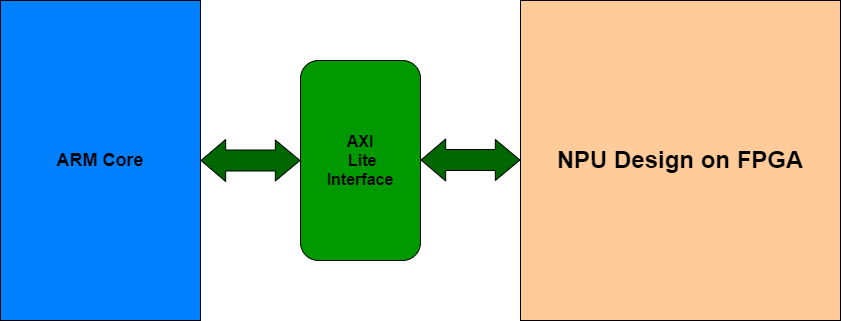 ARM Core
AXI
Lite
Interface
NPU Design on FPGA